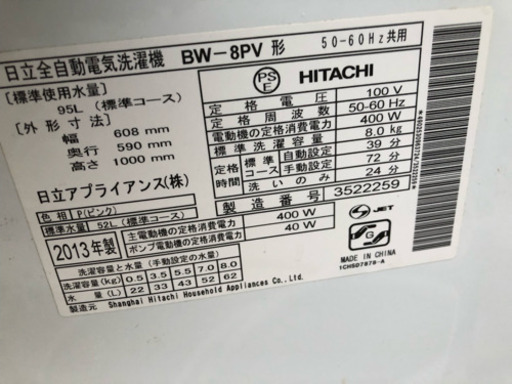 日立全自動電気洗濯機 BW-8PV 形 50-60Hz共用
[標準使用水量]
95L (標準コース)
[外形寸法]
幅 608 mm
奥行 590 mm
高さ 1000 mm
日立アプライアンス(株)
PS
E
HITACHI
定格電圧 100 V
定格周波数 50-60 Hz
電動機の定格消費電力 400 W
標準洗濯容量 8.0 kg
定格時間 標準 自動設定 39 分
手動設定 72 分
洗いのみ 24 分
製造番号 3522259
色相 P(ピンク)
標準水量 52L (標準コース)
2013年製
主電動機の定格消費電力 400 W
ポンプ電動機の定格消費電力 40 W
洗濯容量と水量 (手動設定の水量)
洗濯容量(kg) 0.5 3.5 5.5 7.0 8.0
水量 (L) 22 33 43 52 62
製造元 Shanghai Hitachi Household Appliances Co., Ltd.
S JET
MADE IN CHINA
1CHS07876-A